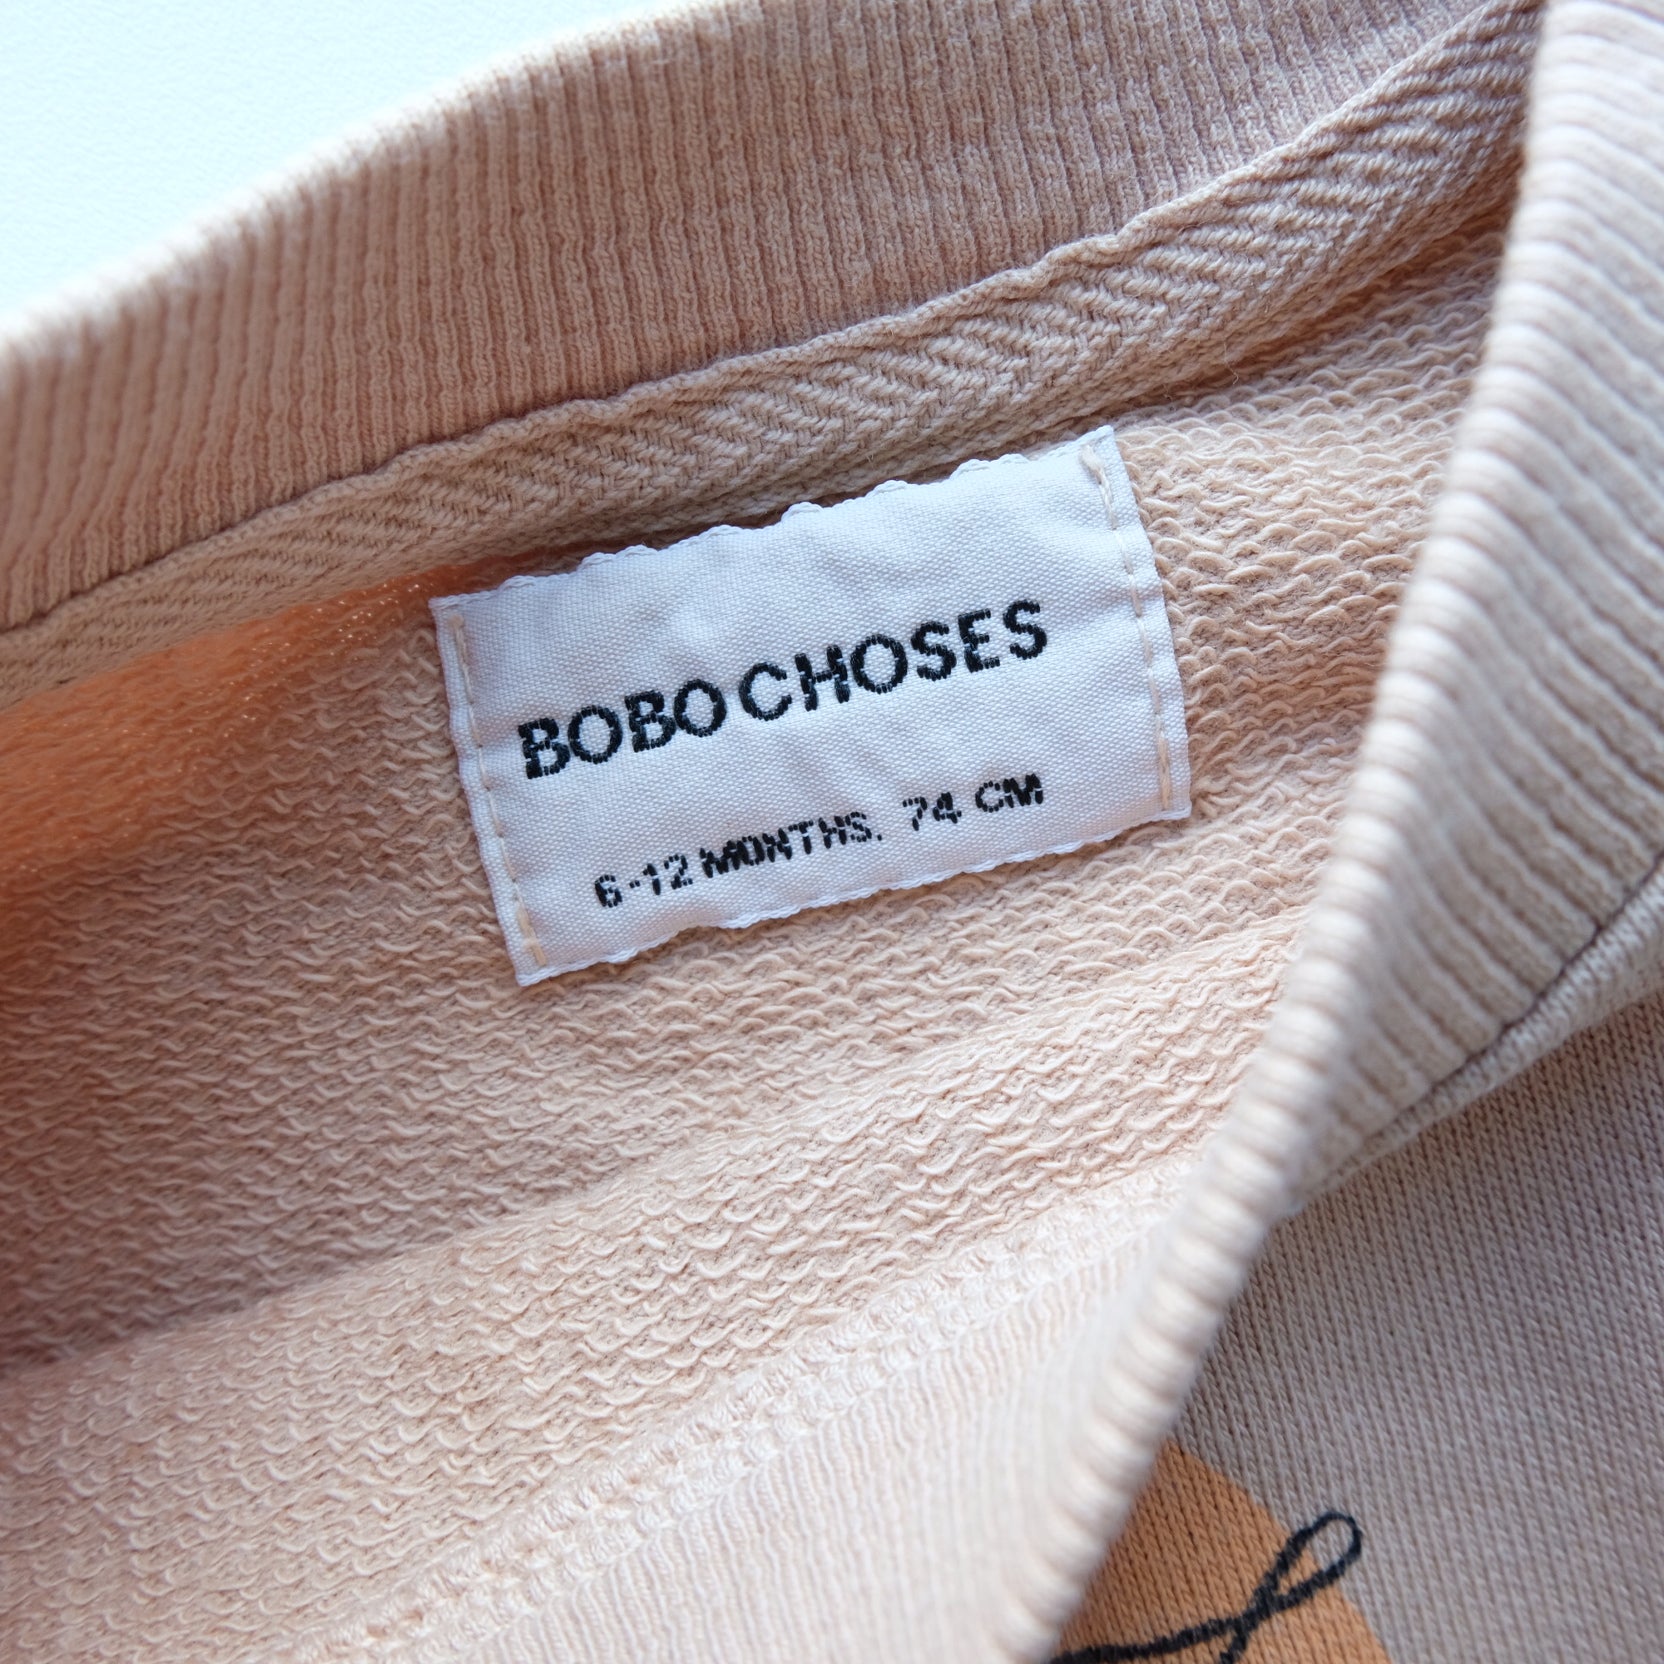 BOBO CHOSES
6-12 MONTHS. 74 CM